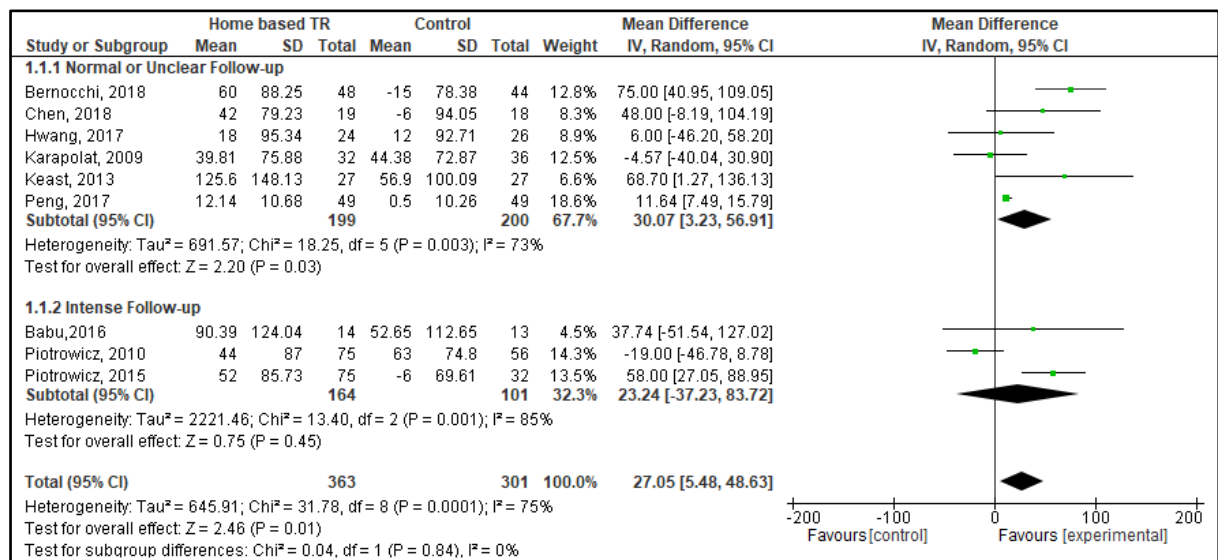 Home based TR Control Mean Difference Mean Difference
Study or Subgroup Mean SD Total Mean SD Total Weight IV, Random, 95% CI IV, Random, 95% CI
1.1.1 Normal or Unclear Follow-up
Bernocchi, 2018 60 88.25 48 -15 78.38 44 12.8% 75.00 [40.95, 109.05]
Chen, 2018 42 79.23 19 -6 94.05 18 8.3% 48.00 [-8.19, 104.19]
Hwang, 2017 18 95.34 24 12 92.71 26 8.9% 6.00 [-46.20, 58.20]
Karapolat, 2009 39.81 75.88 32 44.38 72.87 36 12.5% -4.57 [-40.04, 30.90]
Keast, 2013 125.6 148.13 27 56.9 100.09 27 6.6% 68.70 [1.27, 136.13]
Peng, 2017 12.14 10.68 49 0.5 10.26 49 18.6% 11.64 [7.49, 15.79]
Subtotal (95% CI) 199 200 67.7% 30.07 [3.23, 56.91]
Heterogeneity: Tau² = 691.57; Chi² = 18.25, df = 5 (P = 0.003); I² = 73%
Test for overall effect: Z = 2.20 (P = 0.03)
1.1.2 Intense Follow-up
Babu,2016 90.39 124.04 14 52.65 112.65 13 4.5% 37.74 [-51.54, 127.02]
Piotrowicz, 2010 44 87 75 63 74.8 56 14.3% -19.00 [-46.78, 8.78]
Piotrowicz, 2015 52 85.73 75 -6 69.61 32 13.5% 58.00 [27.05, 88.95]
Subtotal (95% CI) 164 101 32.3% 23.24 [-37.23, 83.72]
Heterogeneity: Tau² = 2221.46; Chi² = 13.40, df = 2 (P = 0.001); I² = 85%
Test for overall effect: Z = 0.75 (P = 0.45)
Total (95% CI) 363 301 100.0% 27.05 [5.48, 48.63]
Heterogeneity: Tau² = 645.91; Chi² = 31.78, df = 8 (P = 0.0001); I² = 75%
Test for overall effect: Z = 2.46 (P = 0.01)
Test for subgroup differences: Chi² = 0.04, df = 1 (P = 0.84), I² = 0%
-200 -100 0 100 200
Favours [control] Favours [experimental]